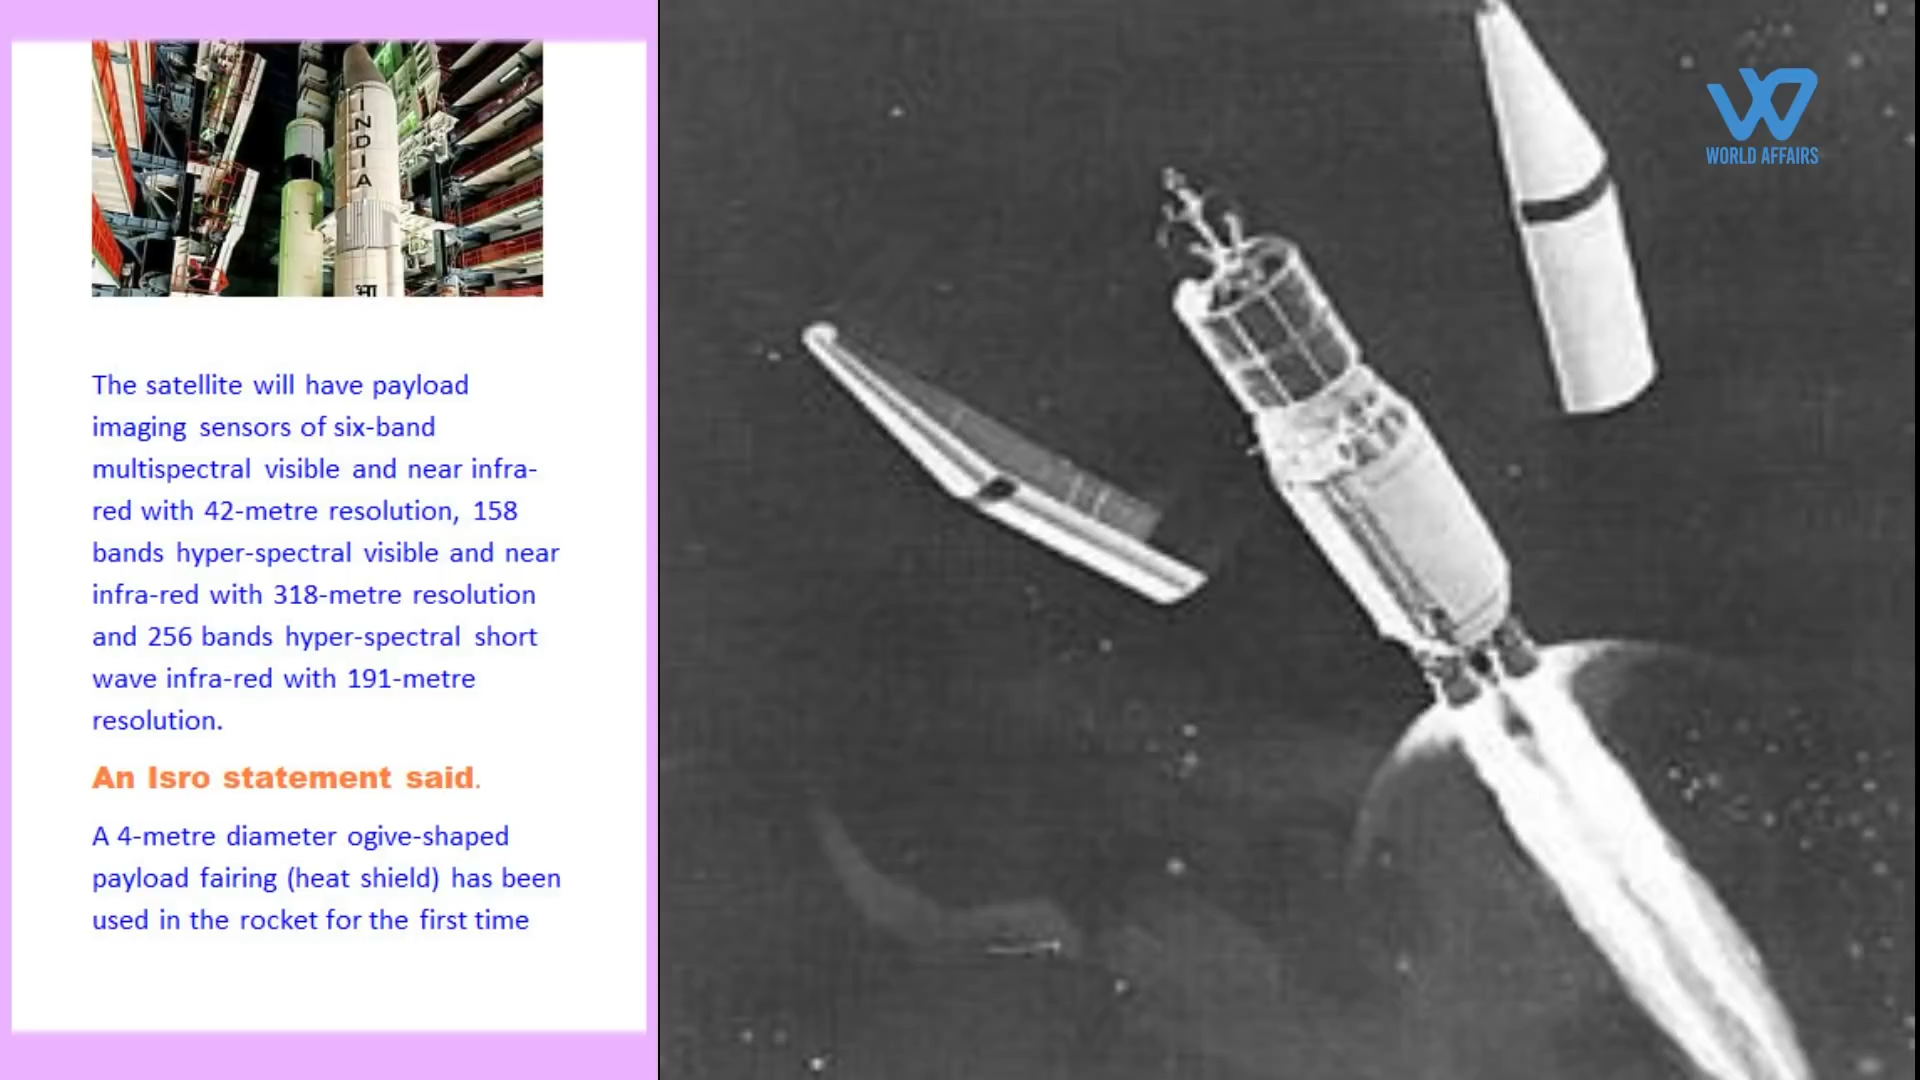 INDIA
भा
The satellite will have payload
imaging sensors of six-band
multispectral visible and near infra-
red with 42-metre resolution, 158
bands hyper-spectral visible and near
infra-red with 318-metre resolution
and 256 bands hyper-spectral short
wave infra-red with 191-metre
resolution.
An Isro statement said.
A 4-metre diameter ogive-shaped
payload fairing (heat shield) has been
used in the rocket for the first time
WORLD AFFAIRS